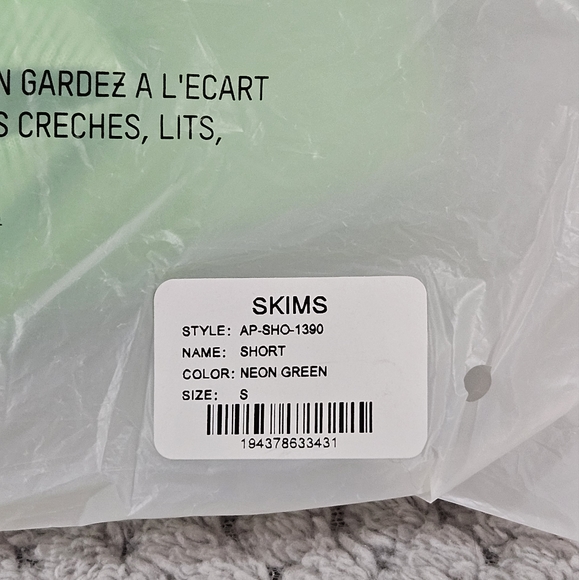 N GARDEZ A L'ECART
S CRECHES, LITS,
SKIMS
STYLE: AP-SHO-1390
NAME: SHORT
COLOR: NEON GREEN
SIZE: S
194378633431